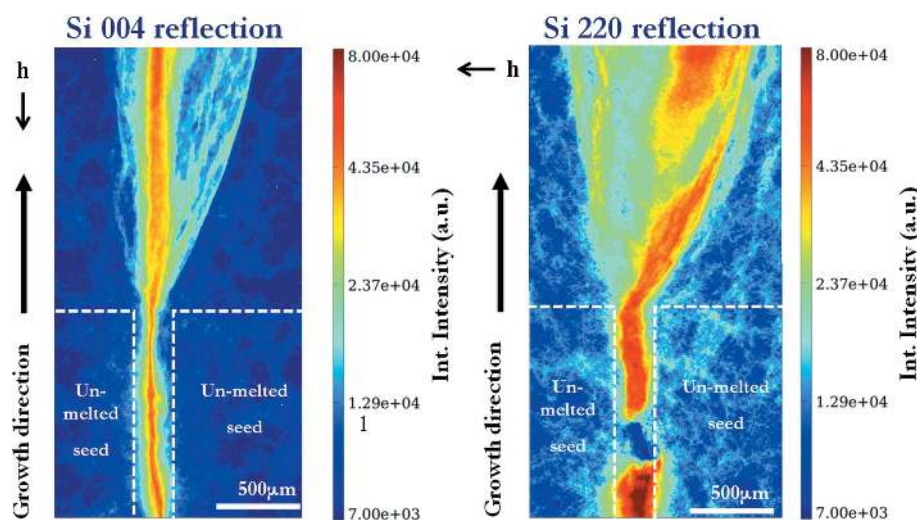 Si 004 reflection
h
Growth direction
Un-
melted
seed
1
Un-melted
seed
500μm
8.00e+04
4.35e+04
2.37e+04
1.29e+04
7.00e+03
Int. Intensity (a.u.)
Si 220 reflection
h
Growth direction
Un-
melted
seed
Un-melted
seed
500μm
8.00e+04
4.35e+04
2.37e+04
1.29e+04
7.00e+03
Int. Intensity (a.u.)